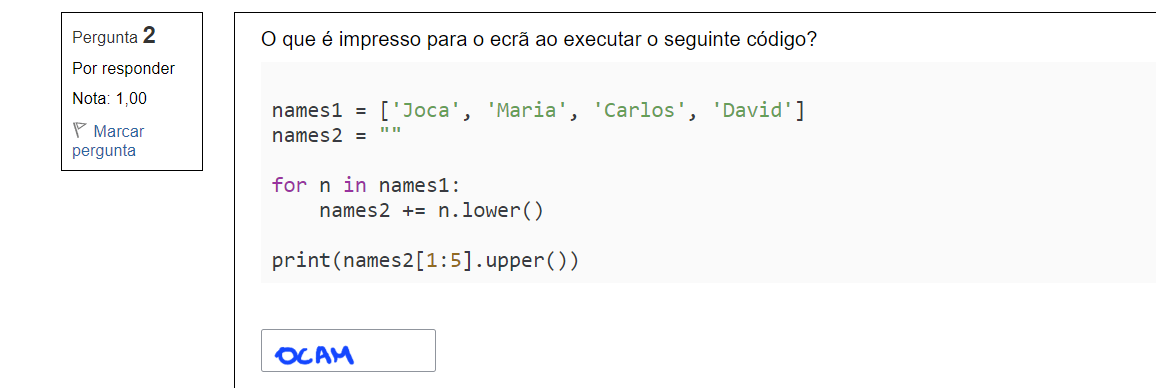 Pergunta 2
Por responder
Nota: 1,00
Marcar
pergunta
O que é impresso para o ecrã ao executar o seguinte código?
names1 = ['Joca', 'Maria', 'Carlos', 'David']
names2 = ""
for n in names1:
    names2 += n.lower()
print(names2[1:5].upper())
OCAM